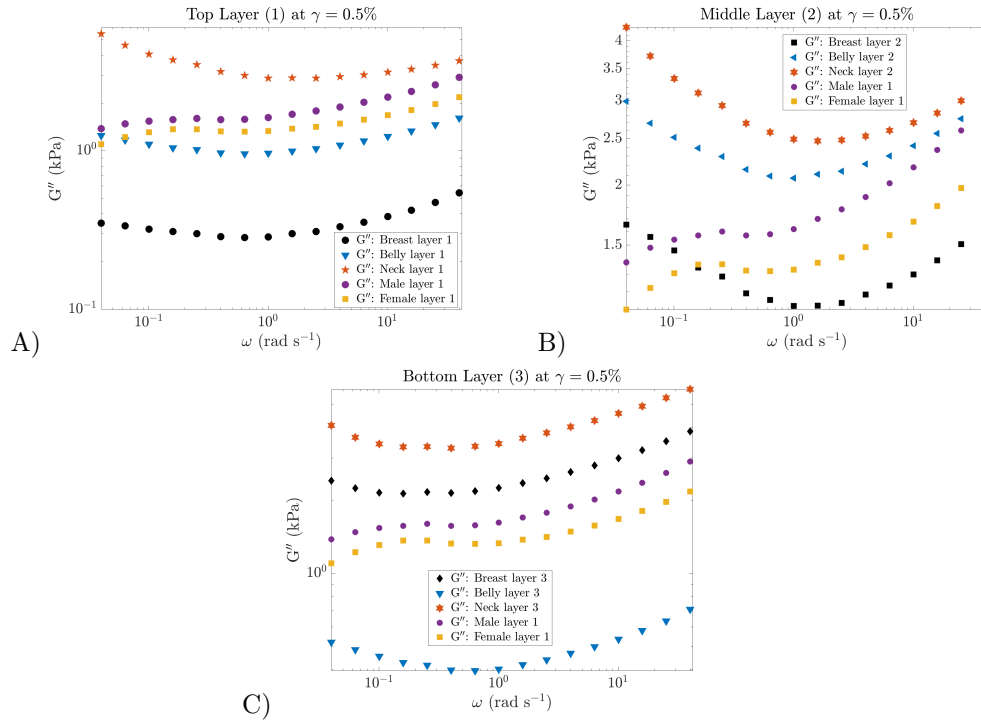 Top Layer (1) at γ = 0.5%
G″ (kPa)
10⁰
10⁻¹
G″: Breast layer 1
G″: Belly layer 1
G″: Neck layer 1
G″: Male layer 1
G″: Female layer 1
10⁻¹
10⁰
10¹
ω (rad s⁻¹)
A)
Middle Layer (2) at γ = 0.5%
G″ (kPa)
4
3.5
3
2.5
2
1.5
G″: Breast layer 2
G″: Belly layer 2
G″: Neck layer 2
G″: Male layer 1
G″: Female layer 1
10⁻¹
10⁰
10¹
ω (rad s⁻¹)
B)
Bottom Layer (3) at γ = 0.5%
G″ (kPa)
10⁰
G″: Breast layer 3
G″: Belly layer 3
G″: Neck layer 3
G″: Male layer 1
G″: Female layer 1
10⁻¹
10⁰
10¹
ω (rad s⁻¹)
C)